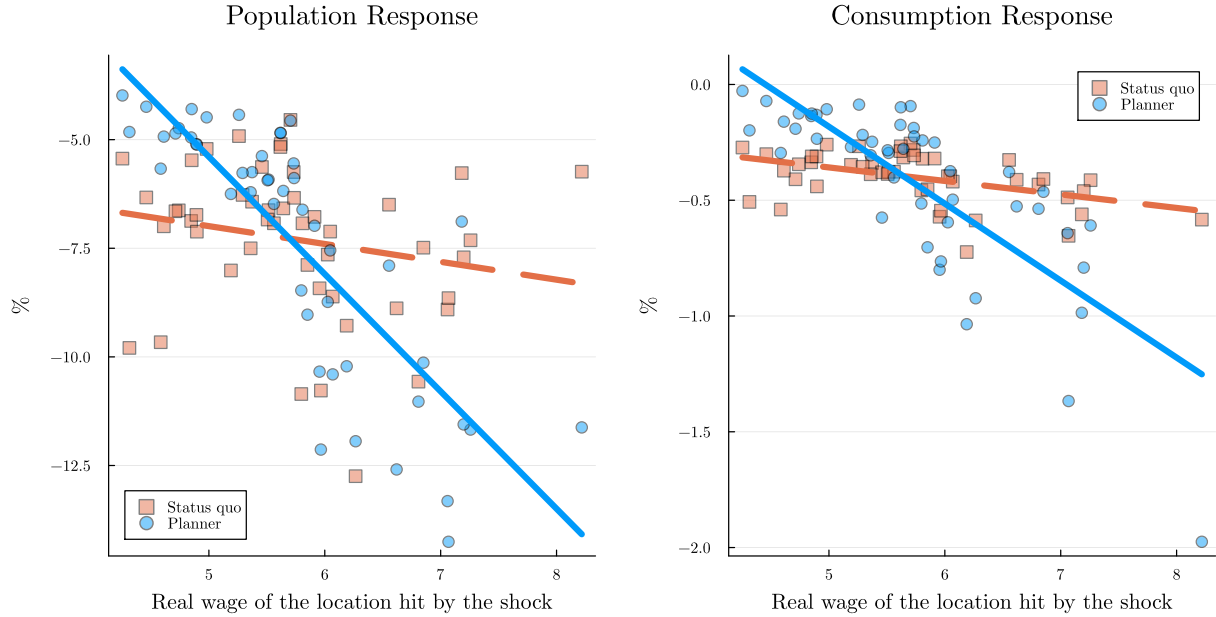 Population Response
%
−5.0
−7.5
−10.0
−12.5
Status quo
Planner
5
6
7
8
Real wage of the location hit by the shock
Consumption Response
%
0.0
−0.5
−1.0
−1.5
−2.0
Status quo
Planner
5
6
7
8
Real wage of the location hit by the shock